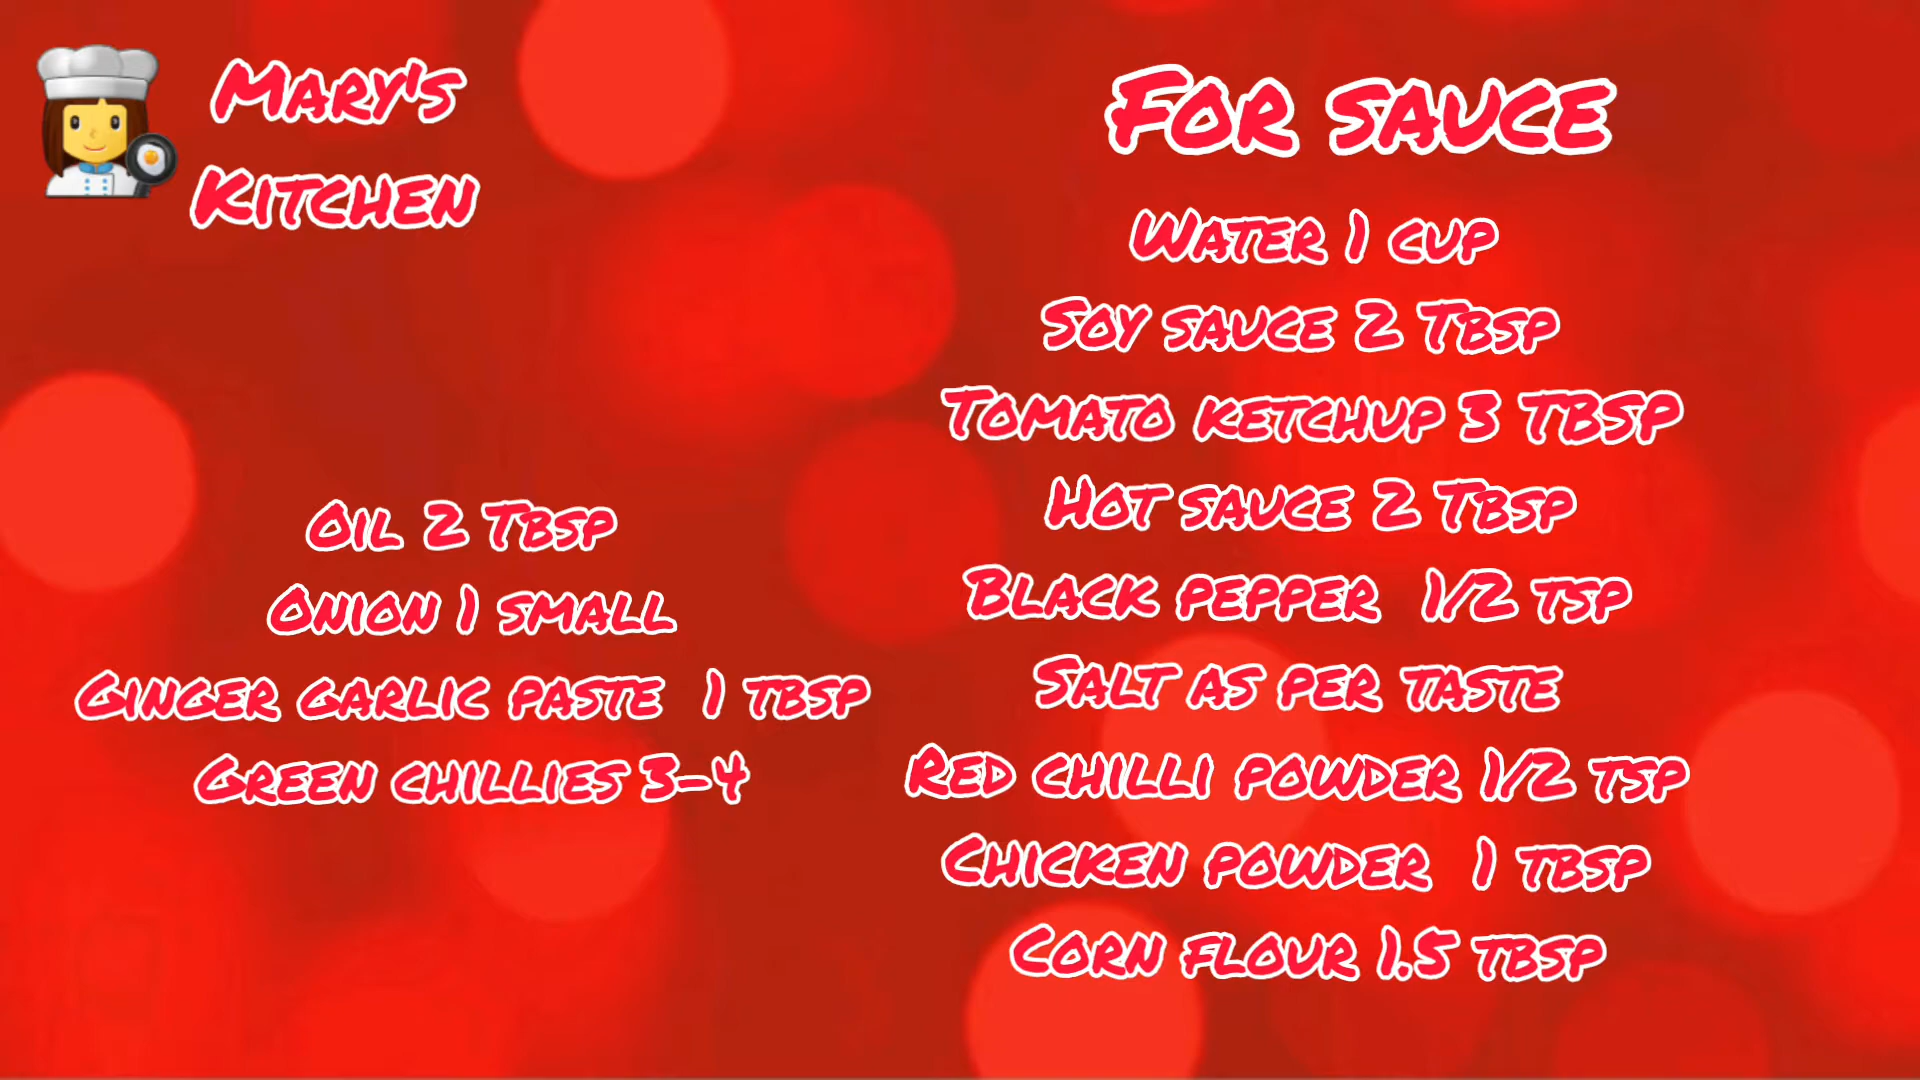 Mary's
Kitchen
For sauce
Water 1 cup
Soy sauce 2 Tbsp
Tomato ketchup 3 TBSP
Hot sauce 2 Tbsp
Black pepper 1/2 tsp
Salt as per taste
Red chilli powder 1/2 tsp
Chicken powder 1 tbsp
Corn flour 1.5 tbsp
Oil 2 Tbsp
Onion 1 small
Ginger garlic paste 1 tbsp
Green chillies 3-4